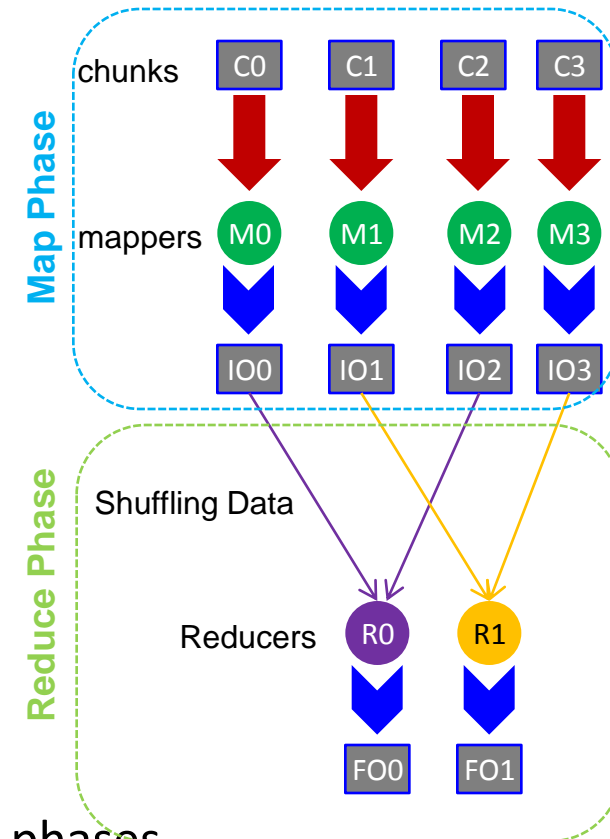 chunks C0 C1 C2 C3
Map Phase
mappers M0 M1 M2 M3
IO0 IO1 IO2 IO3
Reduce Phase
Shuffling Data
Reducers R0 R1
FO0 FO1
phases